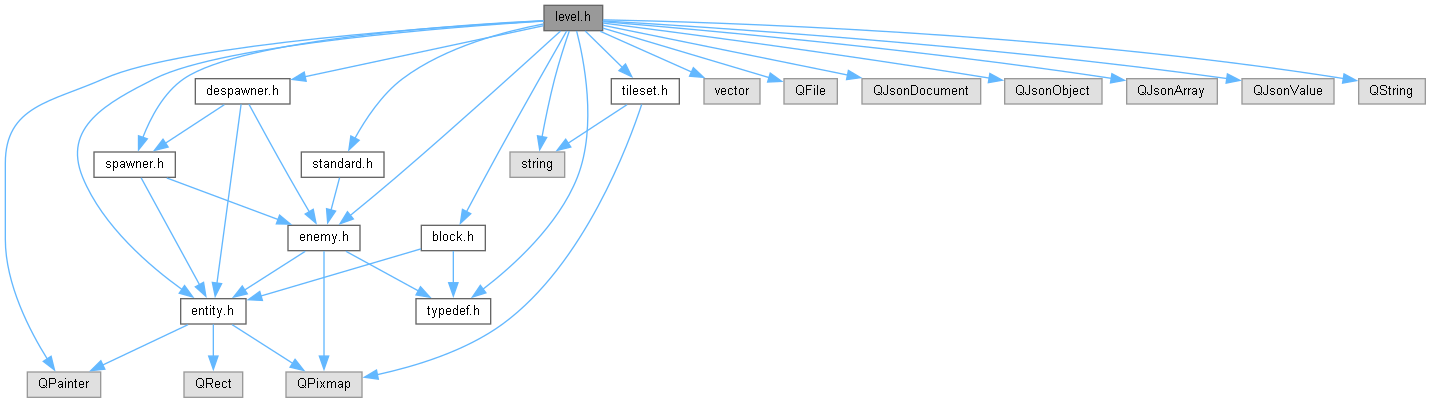 level.h
despawner.h
tileset.h
vector
QFile
QJsonDocument
QJsonObject
QJsonArray
QJsonValue
QString
spawner.h
standard.h
string
enemy.h
block.h
entity.h
typedef.h
QPainter
QRect
QPixmap